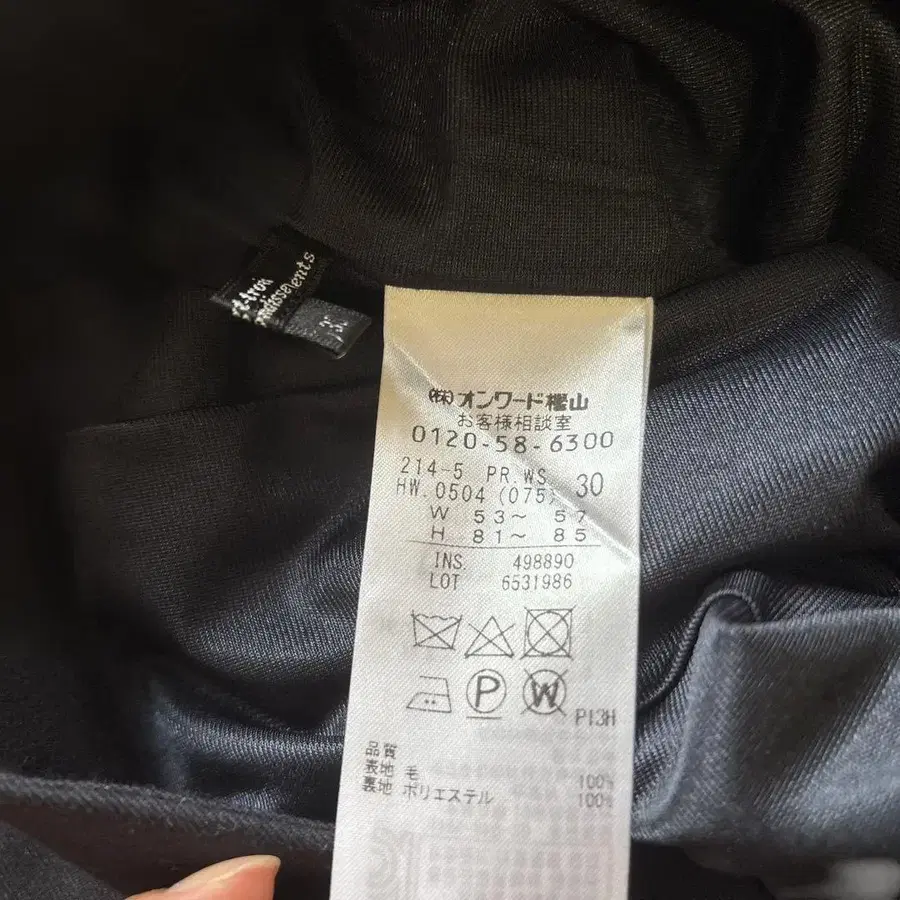 (株)オンワード樫山
お客様相談室
0120-58-6300
214-5 PR.WS. 30
HW.0504 (075)
W 53~ 57
H 81~ 85
INS. 498890
LOT 6531986
P
W
P13H
品質
表地 毛 100%
裏地 ポリエステル 100%